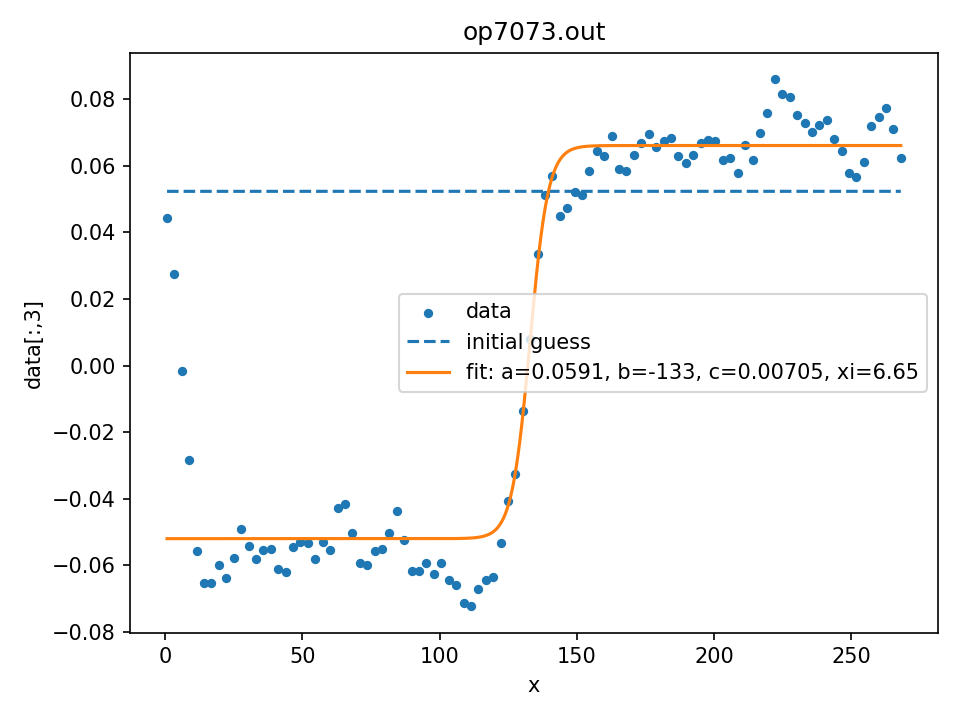 op7073.out
0.08
0.06
0.04
0.02
0.00
−0.02
−0.04
−0.06
−0.08
data[:,3]
data
initial guess
fit: a=0.0591, b=-133, c=0.00705, xi=6.65
0 50 100 150 200 250
x